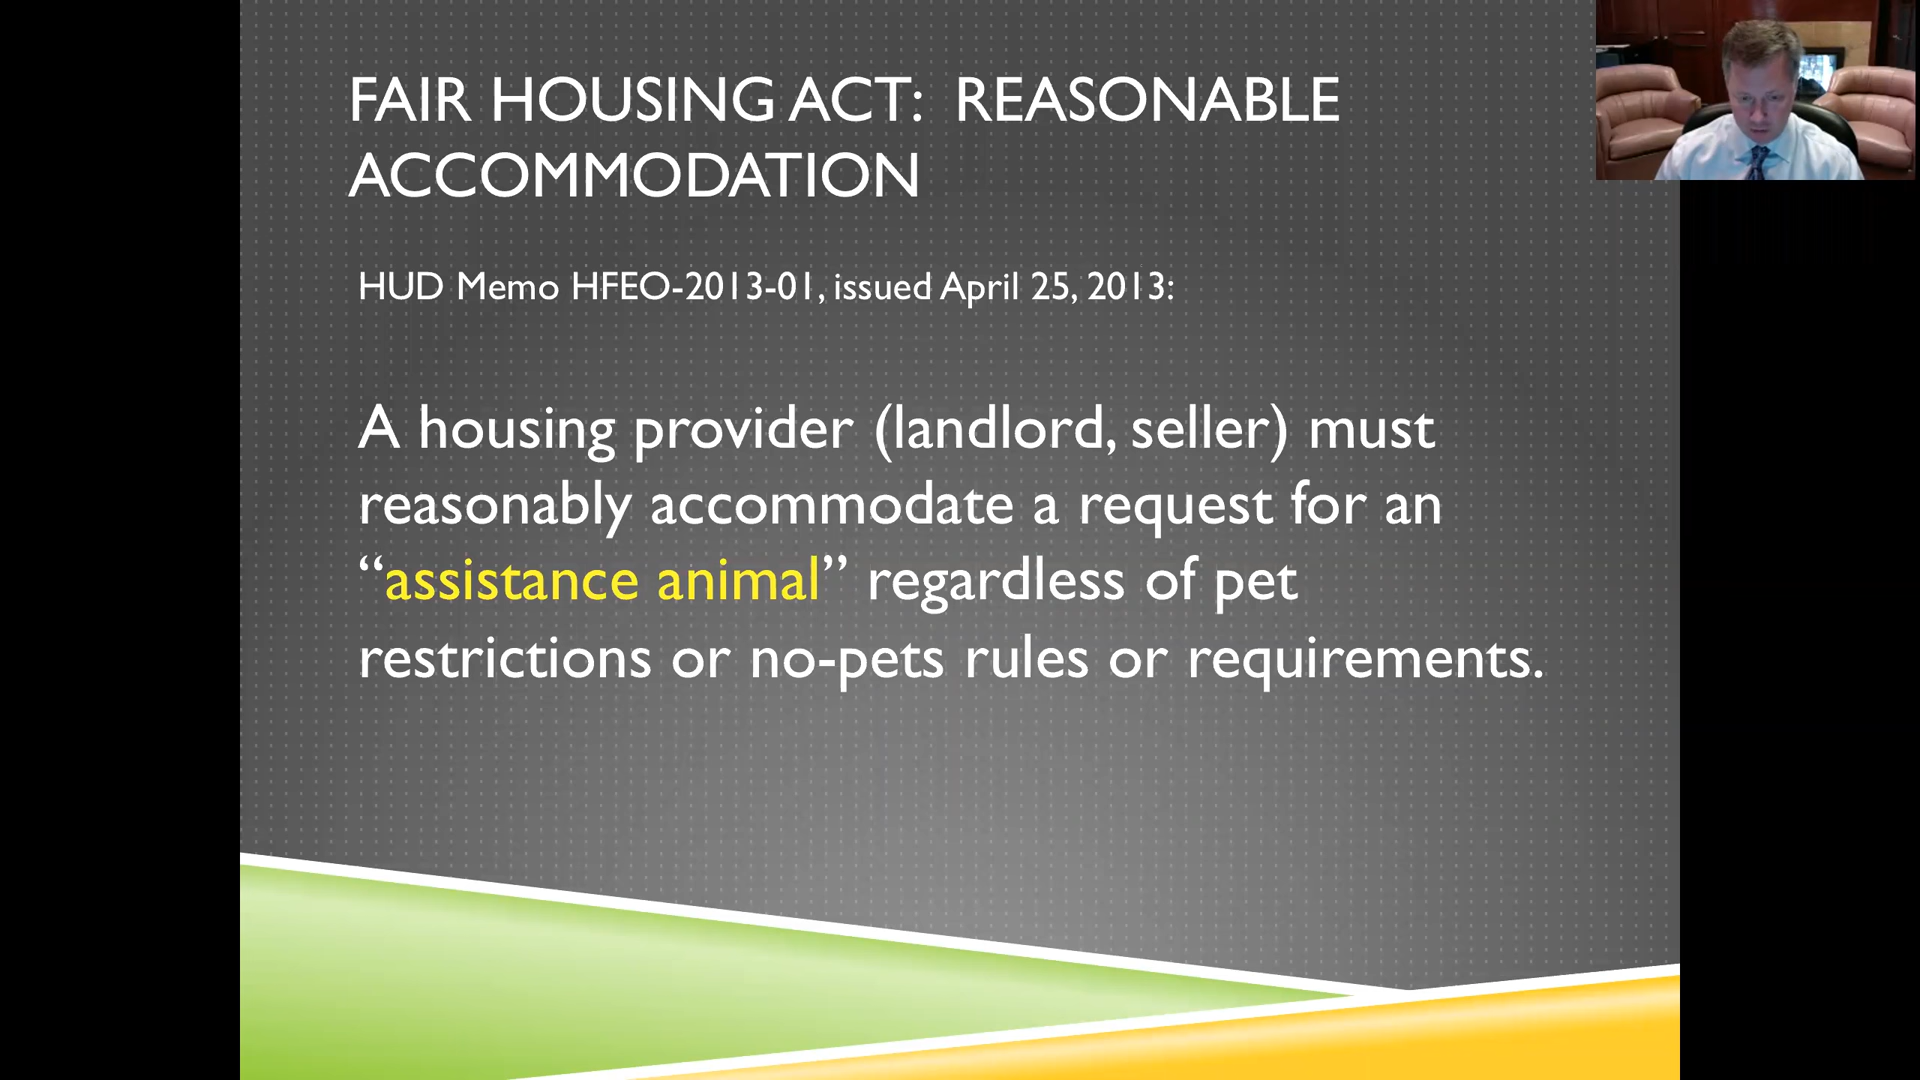 FAIR HOUSING ACT: REASONABLE
ACCOMMODATION
HUD Memo HFEO-2013-01, issued April 25, 2013:
A housing provider (landlord, seller) must
reasonably accommodate a request for an
“assistance animal” regardless of pet
restrictions or no-pets rules or requirements.